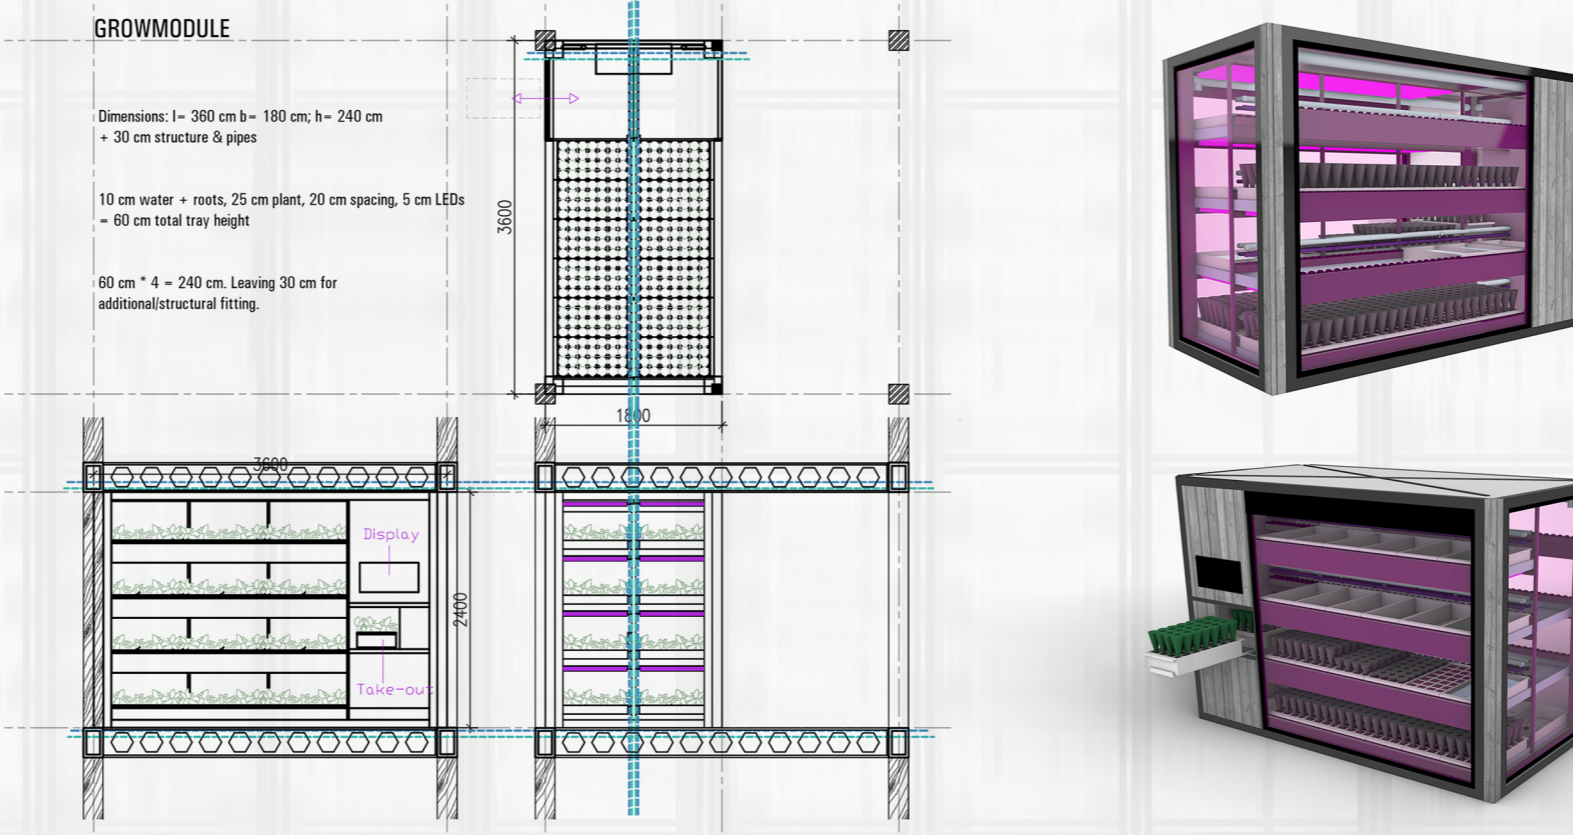 GROWMODULE
Dimensions: l= 360 cm b= 180 cm; h= 240 cm
+ 30 cm structure & pipes
10 cm water + roots, 25 cm plant, 20 cm spacing, 5 cm LEDs
= 60 cm total tray height
60 cm * 4 = 240 cm. Leaving 30 cm for
additional/structural fitting.
3600
1800
3600
Display
2400
Take-out